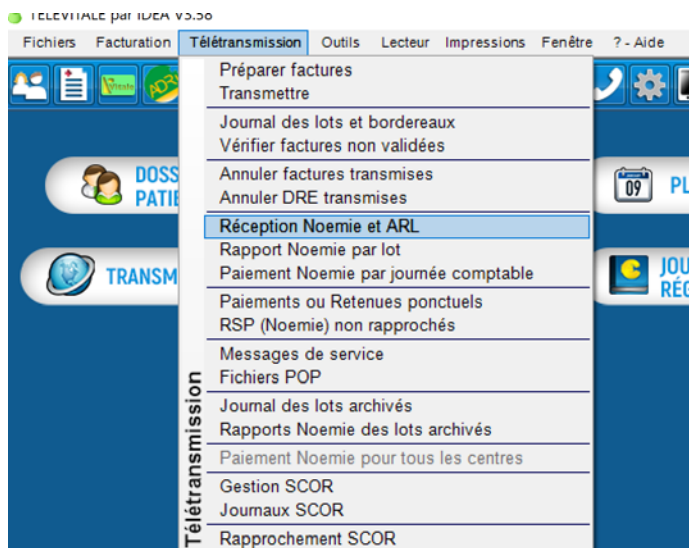 TELEVITALE par IDEA V3.58
Fichiers Facturation Télétransmission Outils Lecteur Impressions Fenêtre ? - Aide
Préparer factures
Transmettre
Journal des lots et bordereaux
Vérifier factures non validées
Annuler factures transmises
Annuler DRE transmises
Réception Noemie et ARL
Rapport Noemie par lot
Paiement Noemie par journée comptable
Paiements ou Retenues ponctuels
RSP (Noemie) non rapprochés
Messages de service
Fichiers POP
Journal des lots archivés
Rapports Noemie des lots archivés
Paiement Noemie pour tous les centres
Gestion SCOR
Journaux SCOR
Rapprochement SCOR
Télétransmission
Vitale
ADR
DOSS
PATIE
TRANSM
09
PL
JOU
RÉG